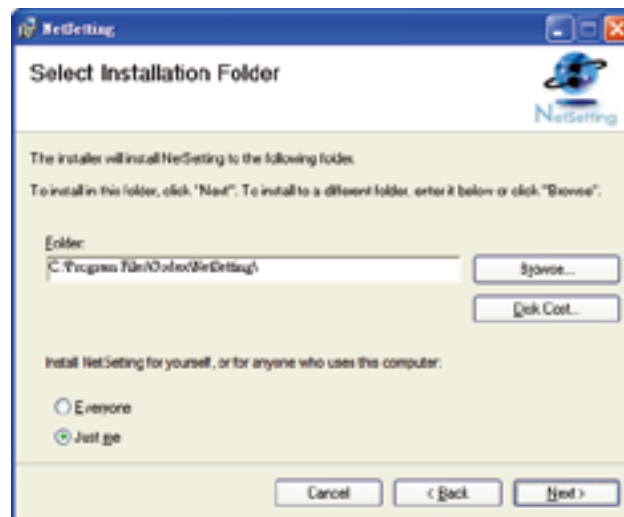 NetSetting
Select Installation Folder
NetSetting
The installer will install NetSetting to the following folder.
To install in this folder, click "Next". To install to a different folder, enter it below or click "Browse".
Folder:
C:\Program Files\ \NetSetting\
Browse...
Disk Cost...
Install NetSetting for yourself, or for anyone who uses this computer:
Everyone
Just me
Cancel
< Back
Next >